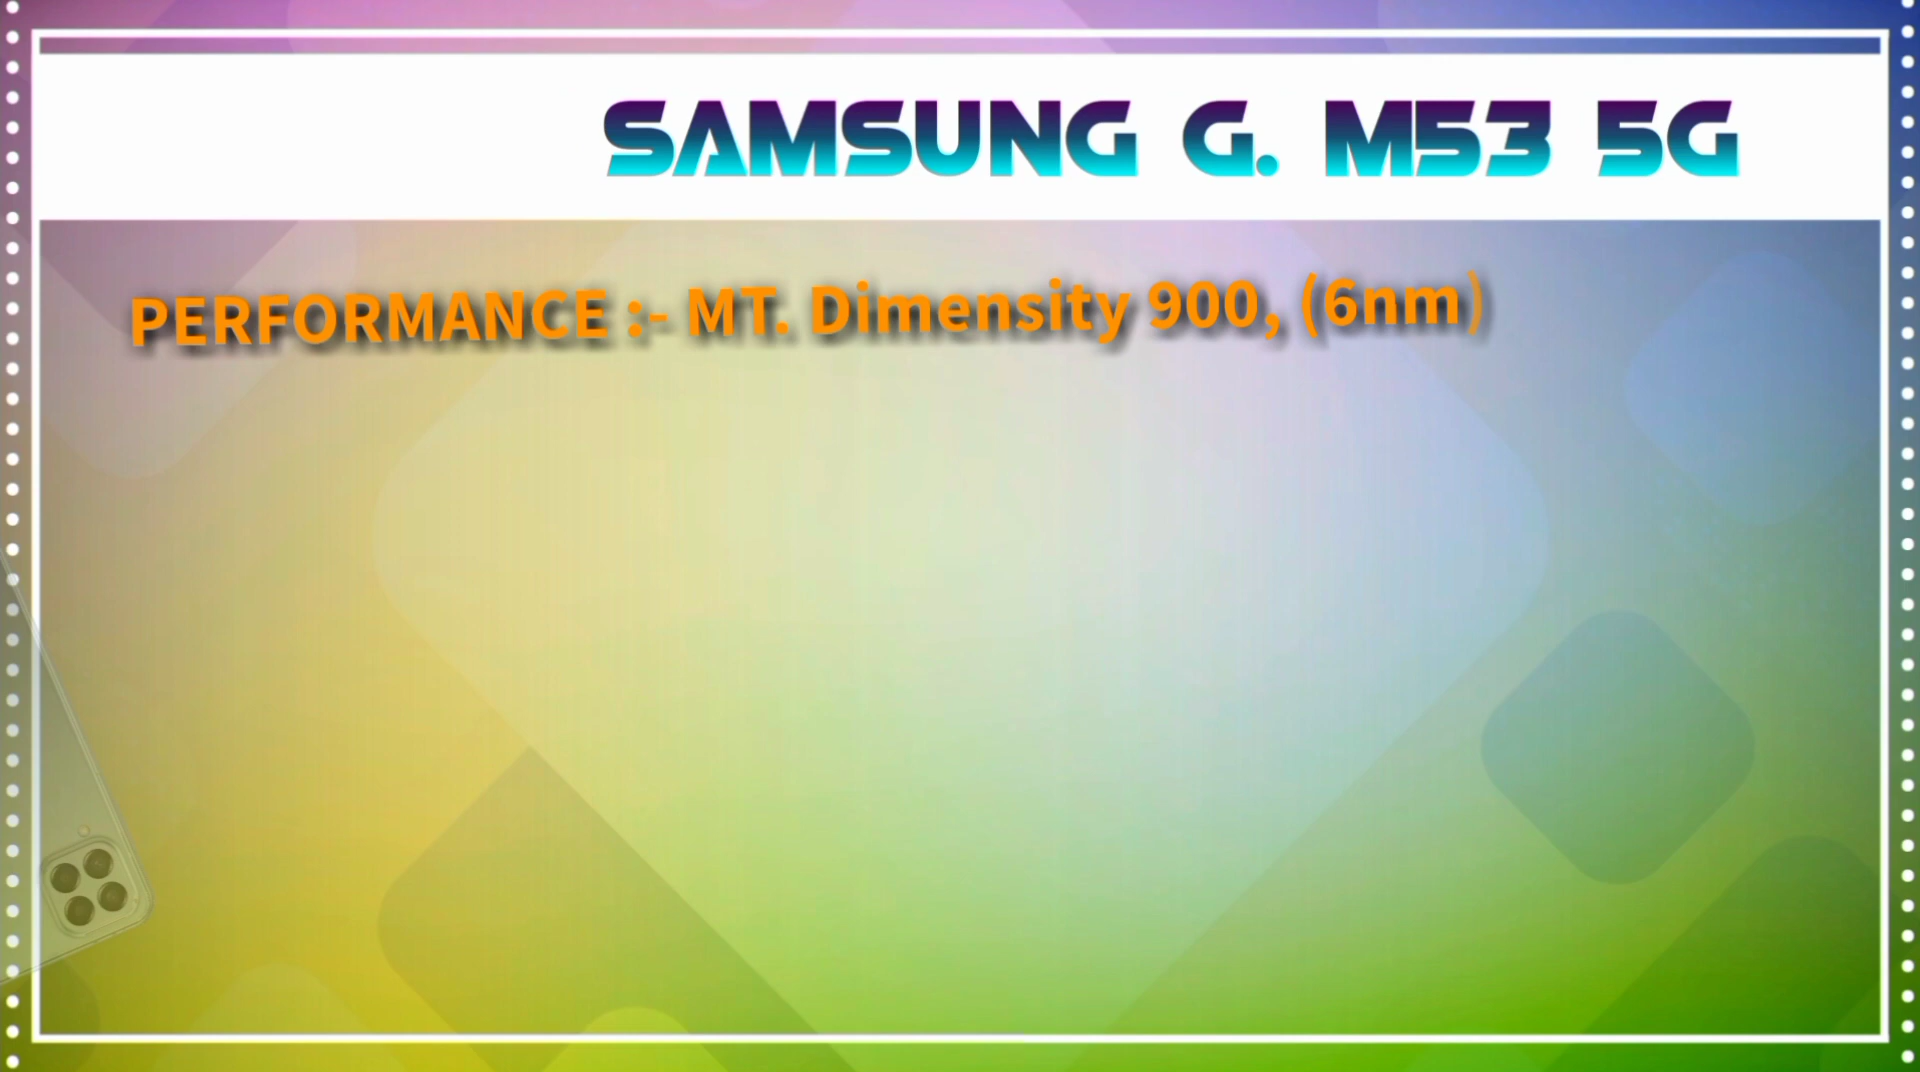 SAMSUNG G. M53 5G
PERFORMANCE :- MT. Dimensity 900, (6nm)